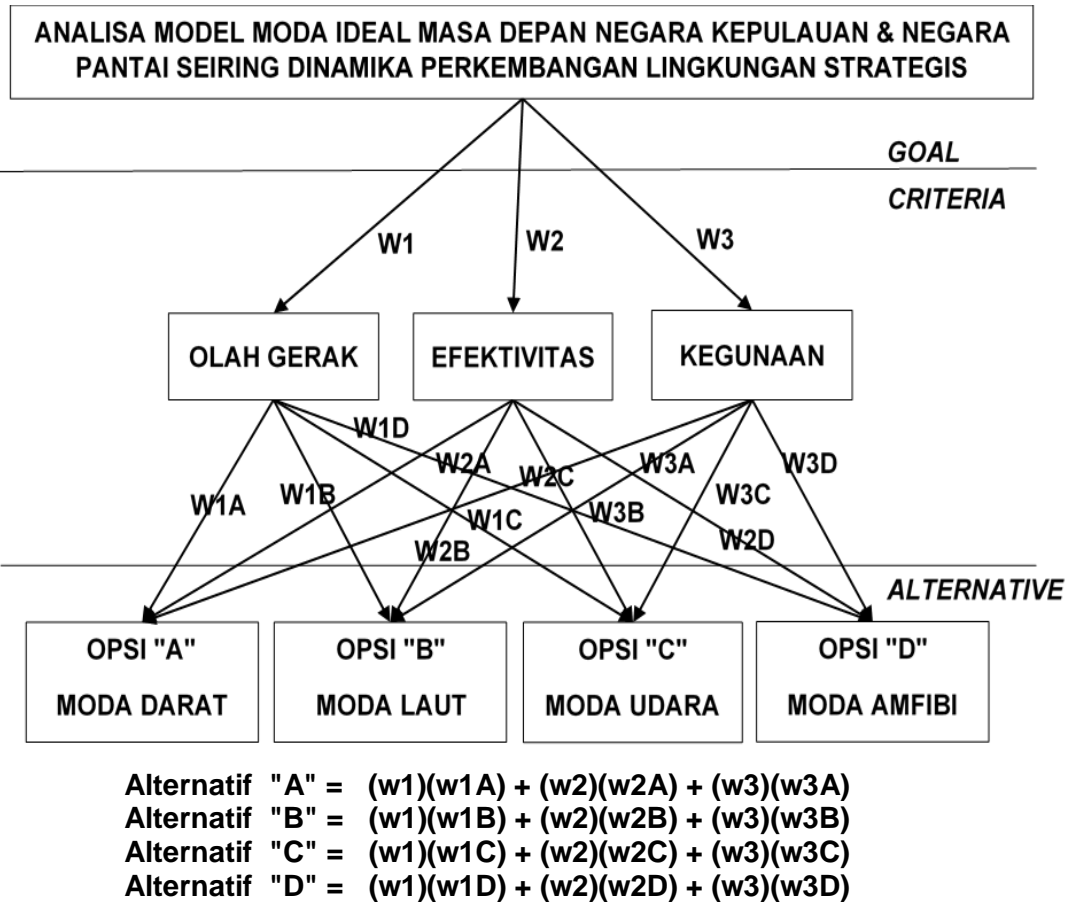 ANALISA MODEL MODA IDEAL MASA DEPAN NEGARA KEPULAUAN & NEGARA
PANTAI SEIRING DINAMIKA PERKEMBANGAN LINGKUNGAN STRATEGIS
GOAL
CRITERIA
W1
W2
W3
OLAH GERAK
EFEKTIVITAS
KEGUNAAN
W1D
W2A
W2C
W3A
W3D
W1A
W1B
W1C
W3B
W3C
W2B
W2D
ALTERNATIVE
OPSI "A"
MODA DARAT
OPSI "B"
MODA LAUT
OPSI "C"
MODA UDARA
OPSI "D"
MODA AMFIBI
Alternatif "A" = (w1)(w1A) + (w2)(w2A) + (w3)(w3A)
Alternatif "B" = (w1)(w1B) + (w2)(w2B) + (w3)(w3B)
Alternatif "C" = (w1)(w1C) + (w2)(w2C) + (w3)(w3C)
Alternatif "D" = (w1)(w1D) + (w2)(w2D) + (w3)(w3D)